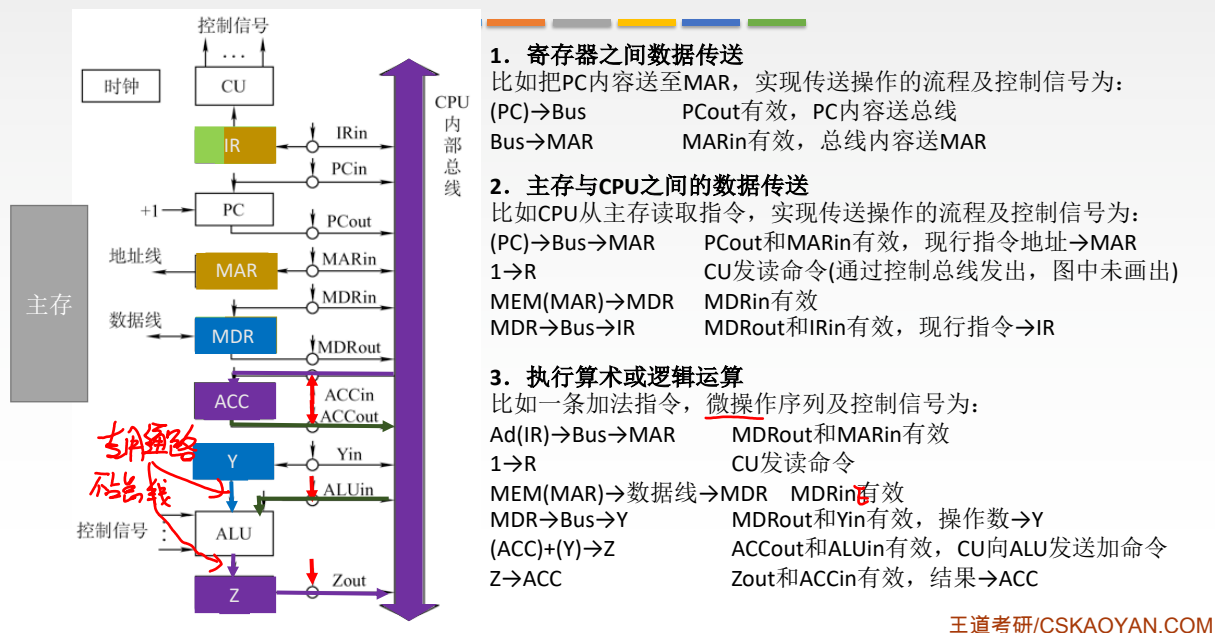 控制信号
...
时钟
CU
CPU
内
部
总
线
IR
IRin
PCin
+1
PC
PCout
地址线
MAR
MARin
主存
MDRin
数据线
MDR
MDRout
ACC
ACCin
ACCout
专用通路
不占总线
Y
Yin
ALUin
控制信号
ALU
Z
Zout
1. 寄存器之间数据传送
比如把PC内容送至MAR，实现传送操作的流程及控制信号为：
(PC)→Bus PCout有效，PC内容送总线
Bus→MAR MARin有效，总线内容送MAR
2. 主存与CPU之间的数据传送
比如CPU从主存读取指令，实现传送操作的流程及控制信号为：
(PC)→Bus→MAR PCout和MARin有效，现行指令地址→MAR
1→R CU发读命令(通过控制总线发出，图中未画出)
MEM(MAR)→MDR MDRin有效
MDR→Bus→IR MDRout和IRin有效，现行指令→IR
3. 执行算术或逻辑运算
比如一条加法指令，微操作序列及控制信号为：
Ad(IR)→Bus→MAR MDRout和MARin有效
1→R CU发读命令
MEM(MAR)→数据线→MDR MDRin有效
MDR→Bus→Y MDRout和Yin有效，操作数→Y
(ACC)+(Y)→Z ACCout和ALUin有效，CU向ALU发送加命令
Z→ACC Zout和ACCin有效，结果→ACC
王道考研/CSKAOYAN.COM